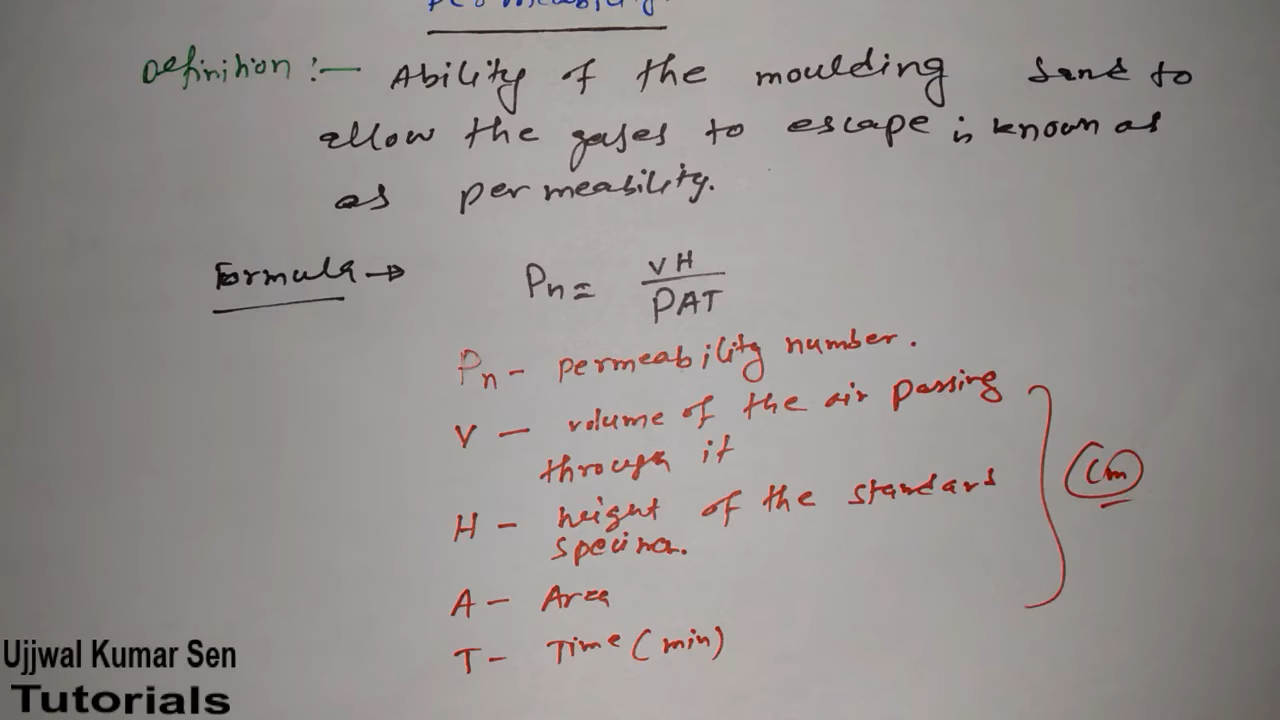 Permeability.
Definition :- Ability of the moulding sand to
allow the gases to escape is known as
as permeability.
Formula → Pn = VH / PAT
Pn - permeability number.
V - volume of the air passing
through it
H - height of the standard
specimen.
A - Area
T - Time (min)
cm
Ujjwal Kumar Sen
Tutorials